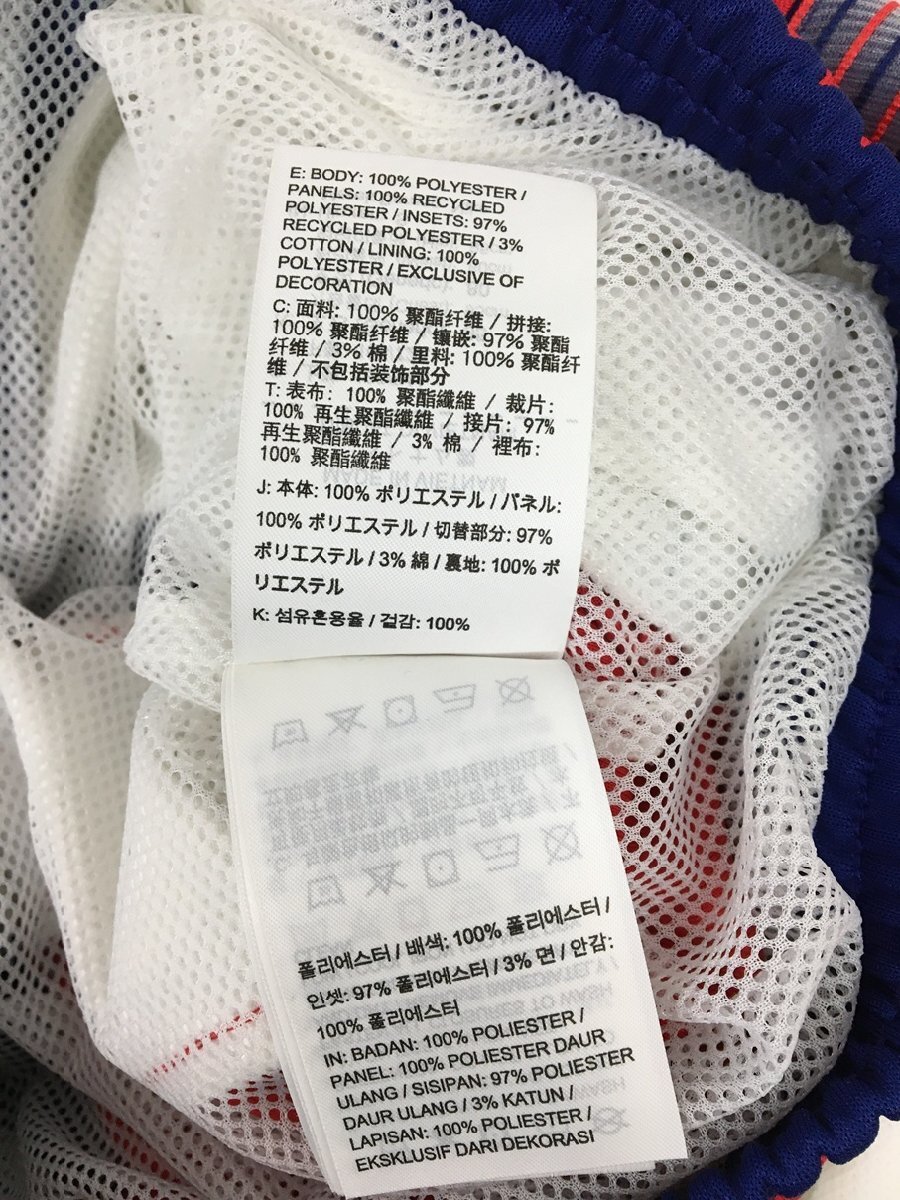 E: BODY: 100% POLYESTER /
PANELS: 100% RECYCLED
POLYESTER / INSETS: 97%
RECYCLED POLYESTER / 3%
COTTON / LINING: 100%
POLYESTER / EXCLUSIVE OF
DECORATION
C: 面料: 100% 聚酯纤维 / 拼接:
100% 聚酯纤维 / 镶嵌: 97% 聚酯
纤维 / 3% 棉 / 里料: 100% 聚酯纤
维 / 不包括装饰部分
T: 表布: 100% 聚酯纖維 / 裁片:
100% 再生聚酯纖維 / 接片: 97%
再生聚酯纖維 / 3% 棉 / 裡布:
100% 聚酯纖維
J: 本体: 100% ポリエステル / パネル:
100% ポリエステル / 切替部分: 97%
ポリエステル / 3% 綿 / 裏地: 100% ポ
リエステル
K: 섬유혼용율 / 겉감: 100%
폴리에스터 / 배색: 100% 폴리에스터 /
인셋: 97% 폴리에스터 / 3% 면 / 안감:
100% 폴리에스터
IN: BADAN: 100% POLIESTER /
PANEL: 100% POLIESTER DAUR
ULANG / SISIPAN: 97% POLIESTER
DAUR ULANG / 3% KATUN /
LAPISAN: 100% POLIESTER /
EKSKLUSIF DARI DEKORASI